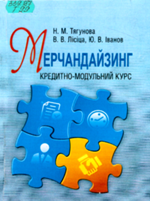 Н. М. Тягунова
В. В. Лісіца, Ю. В. Іванов
МЕРЧАНДАЙЗИНГ
КРЕДИТНО-МОДУЛЬНИЙ КУРС